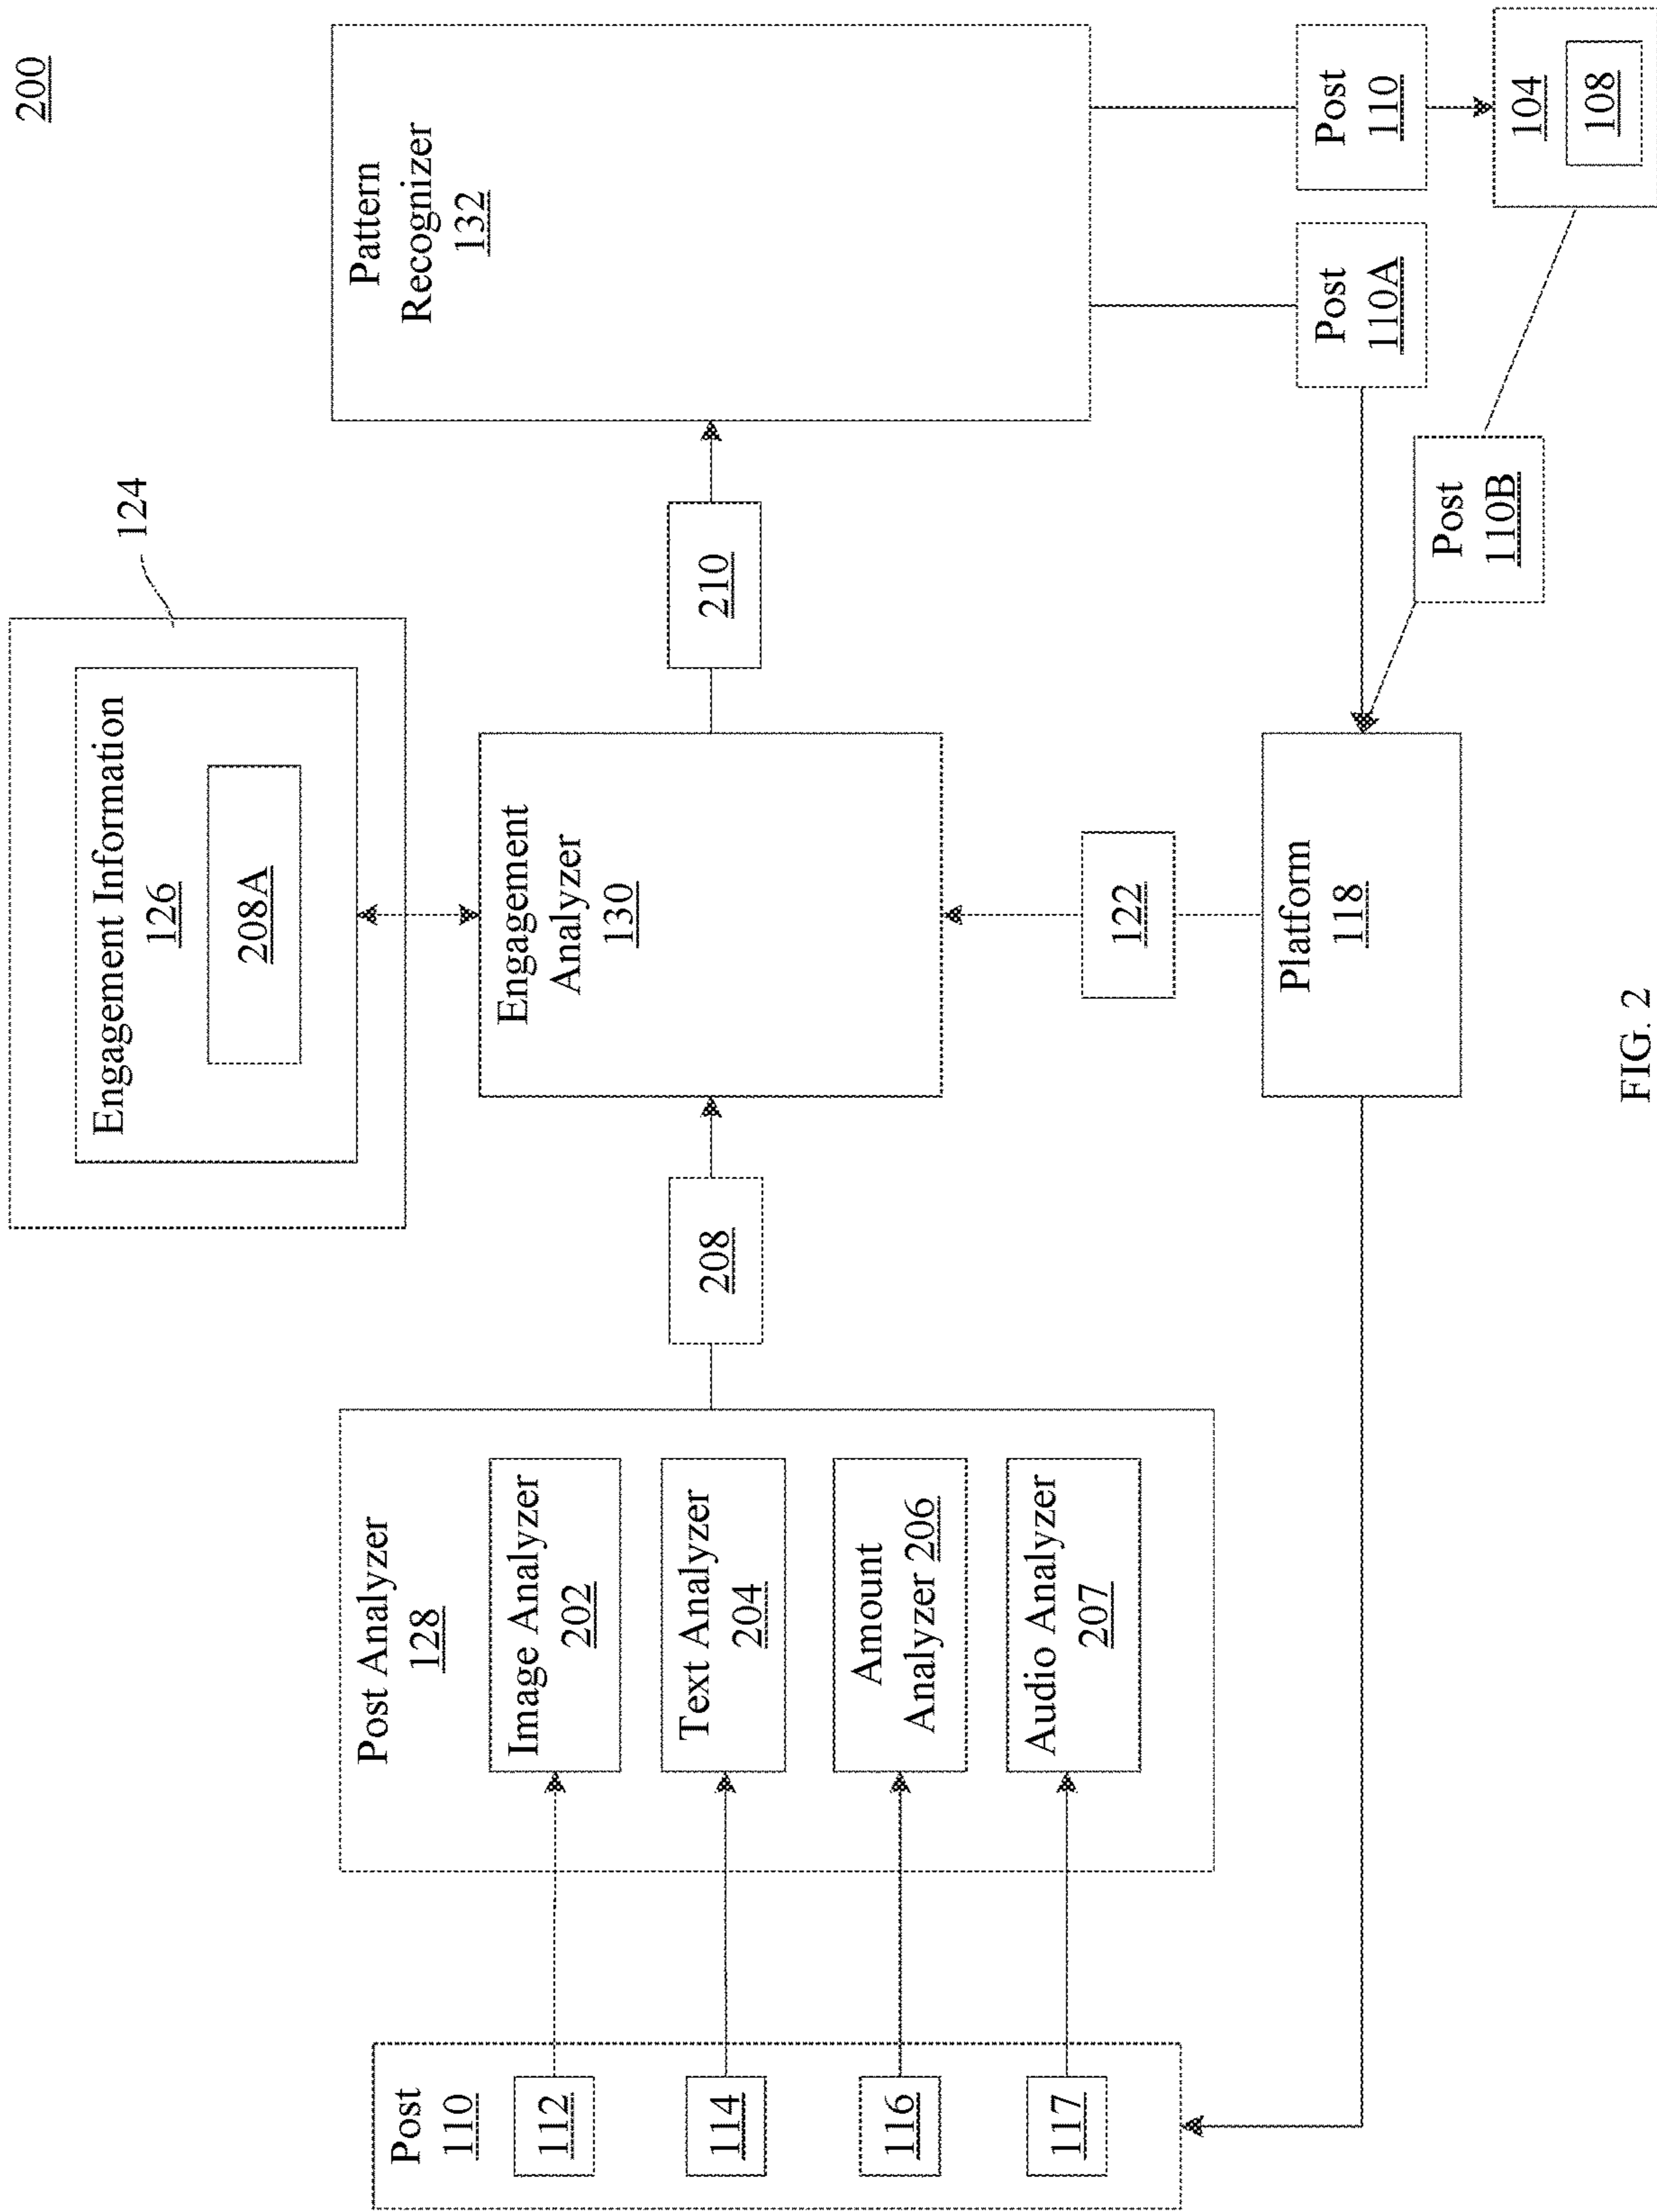 200
Post
110
112
114
116
117
Post Analyzer
128
Image Analyzer
202
Text Analyzer
204
Amount
Analyzer 206
Audio Analyzer
207
208
124
Engagement Information
126
208A
Engagement
Analyzer
130
122
Platform
118
210
Pattern
Recognizer
132
Post
110A
Post
110
Post
110B
104
108
FIG. 2